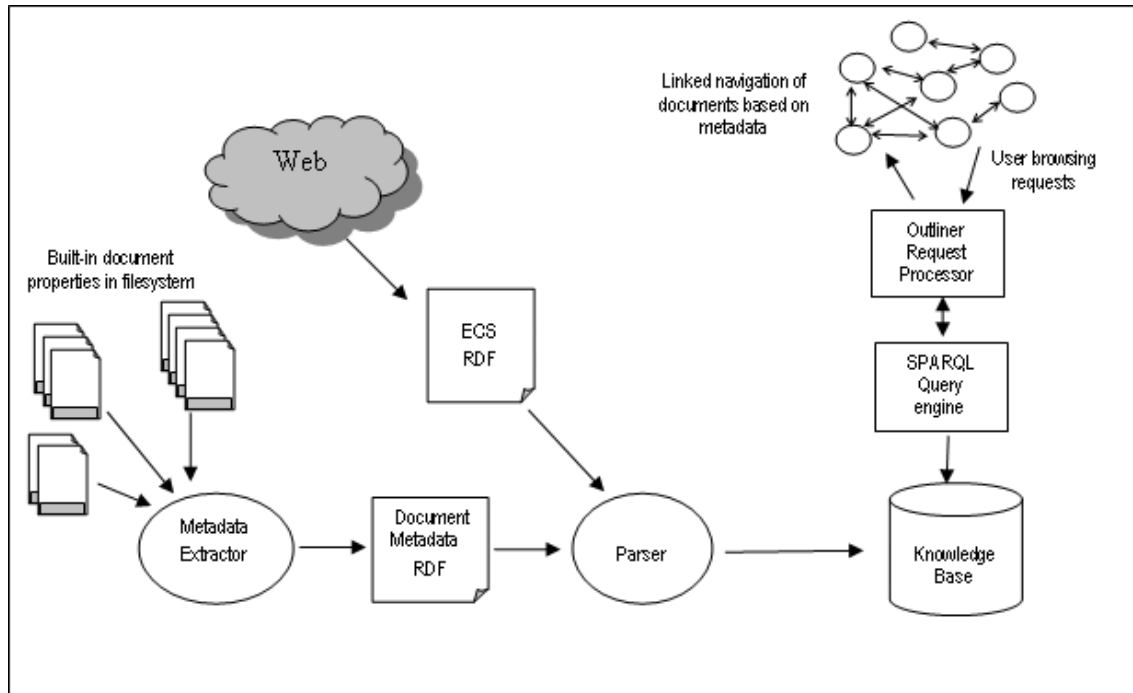 Linked navigation of
documents based on
metadata
Web
User browsing
requests
Built-in document
properties in filesystem
Outliner
Request
Processor
ECS
RDF
SPARQL
Query
engine
Metadata
Extractor
Document
Metadata
RDF
Parser
Knowledge
Base